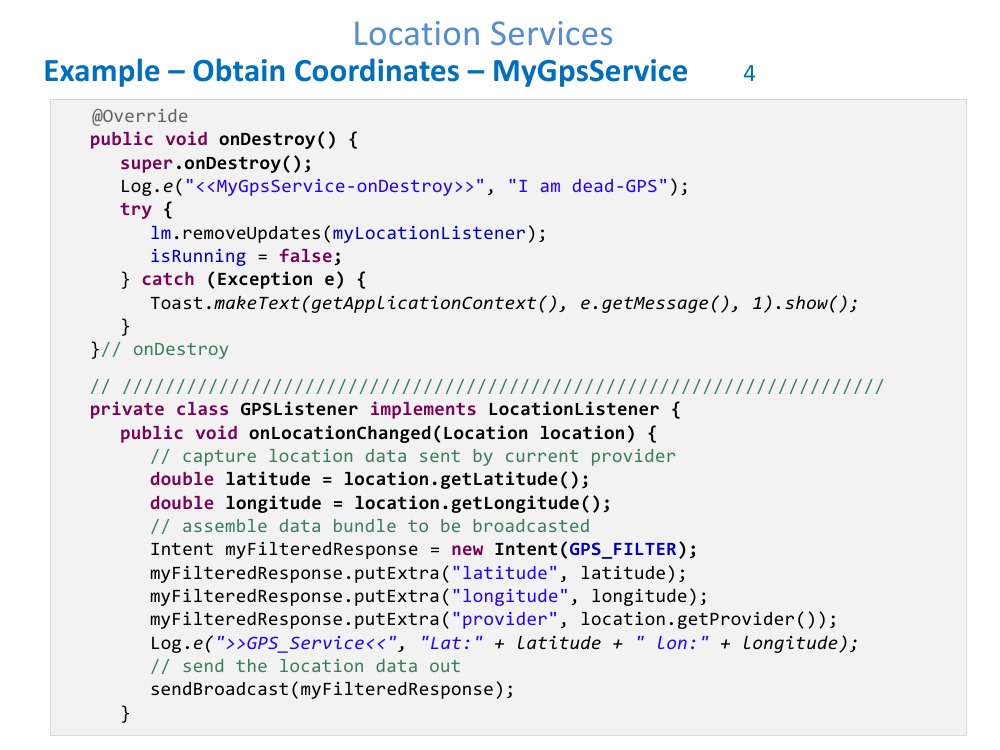 Location Services
Example – Obtain Coordinates – MyGpsService 4
@Override
public void onDestroy() {
super.onDestroy();
Log.e("<<MyGpsService-onDestroy>>", "I am dead-GPS");
try {
lm.removeUpdates(myLocationListener);
isRunning = false;
} catch (Exception e) {
Toast.makeText(getApplicationContext(), e.getMessage(), 1).show();
}
}// onDestroy
// ///////////////////////////////////////////////////////////////////////
private class GPSListener implements LocationListener {
public void onLocationChanged(Location location) {
// capture location data sent by current provider
double latitude = location.getLatitude();
double longitude = location.getLongitude();
// assemble data bundle to be broadcasted
Intent myFilteredResponse = new Intent(GPS_FILTER);
myFilteredResponse.putExtra("latitude", latitude);
myFilteredResponse.putExtra("longitude", longitude);
myFilteredResponse.putExtra("provider", location.getProvider());
Log.e(">>GPS_Service<<", "Lat:" + latitude + " lon:" + longitude);
// send the location data out
sendBroadcast(myFilteredResponse);
}